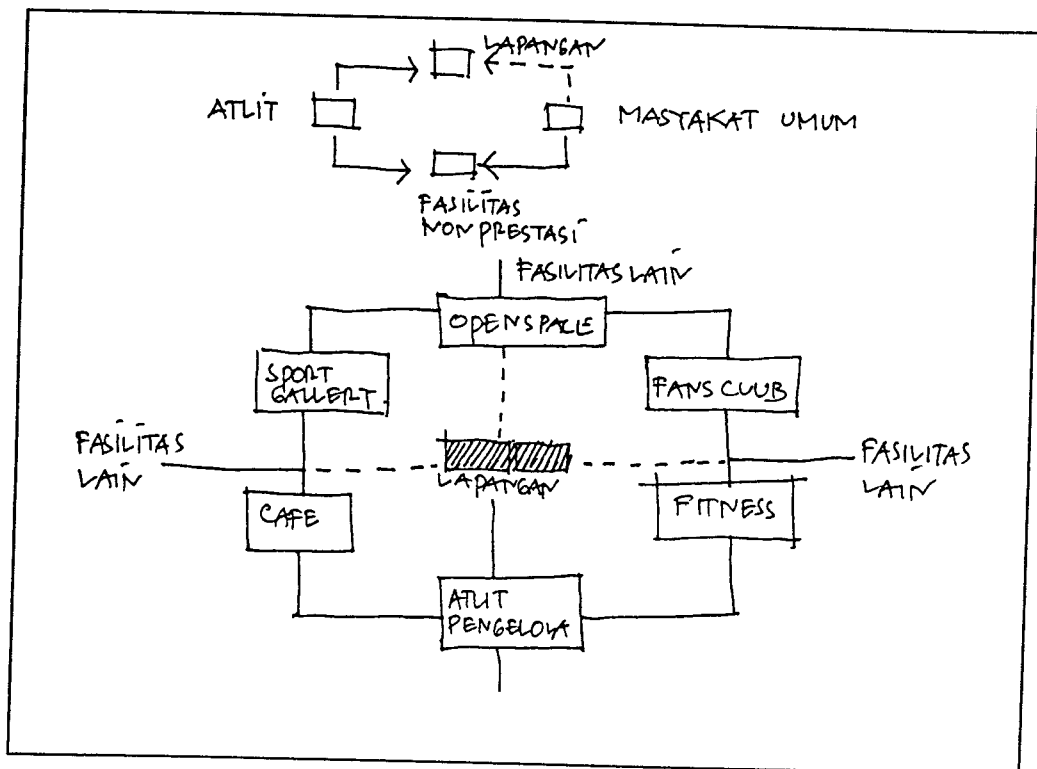 LAPANGAN
ATLIT
MASYAKAT UMUM
FASILITAS
NON PRESTASI
FASILITAS LAIN
OPENSPACE
SPORT
GALLERY
FANS CLUB
FASILITAS
LAIN
LAPANGAN
FASILITAS
LAIN
CAFE
FITNESS
ATLIT
PENGELOLA